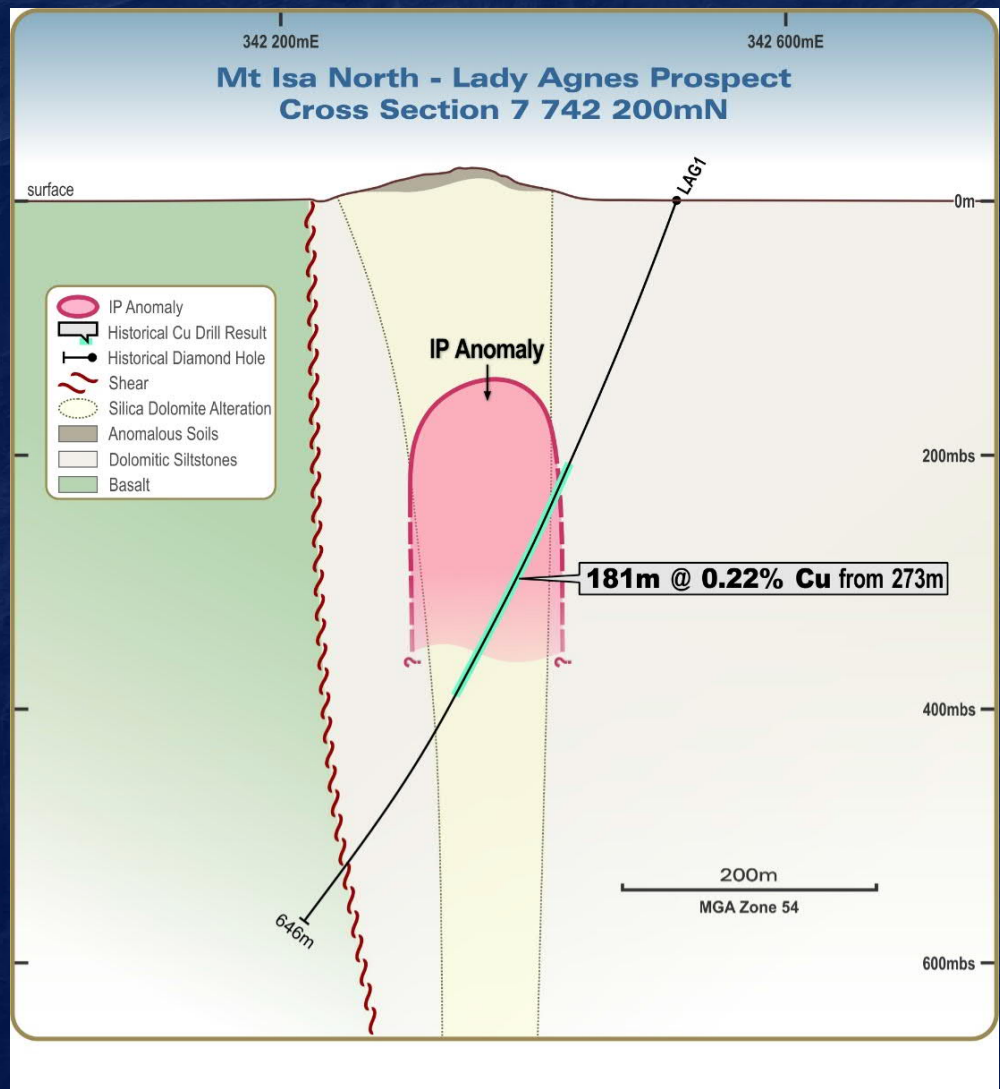 342 200mE
342 600mE
Mt Isa North - Lady Agnes Prospect
Cross Section 7 742 200mN
LAG1
surface
0m
IP Anomaly
Historical Cu Drill Result
Historical Diamond Hole
Shear
Silica Dolomite Alteration
Anomalous Soils
Dolomitic Siltstones
Basalt
IP Anomaly
200mbs
181m @ 0.22% Cu from 273m
? ?
400mbs
200m
MGA Zone 54
646m
600mbs